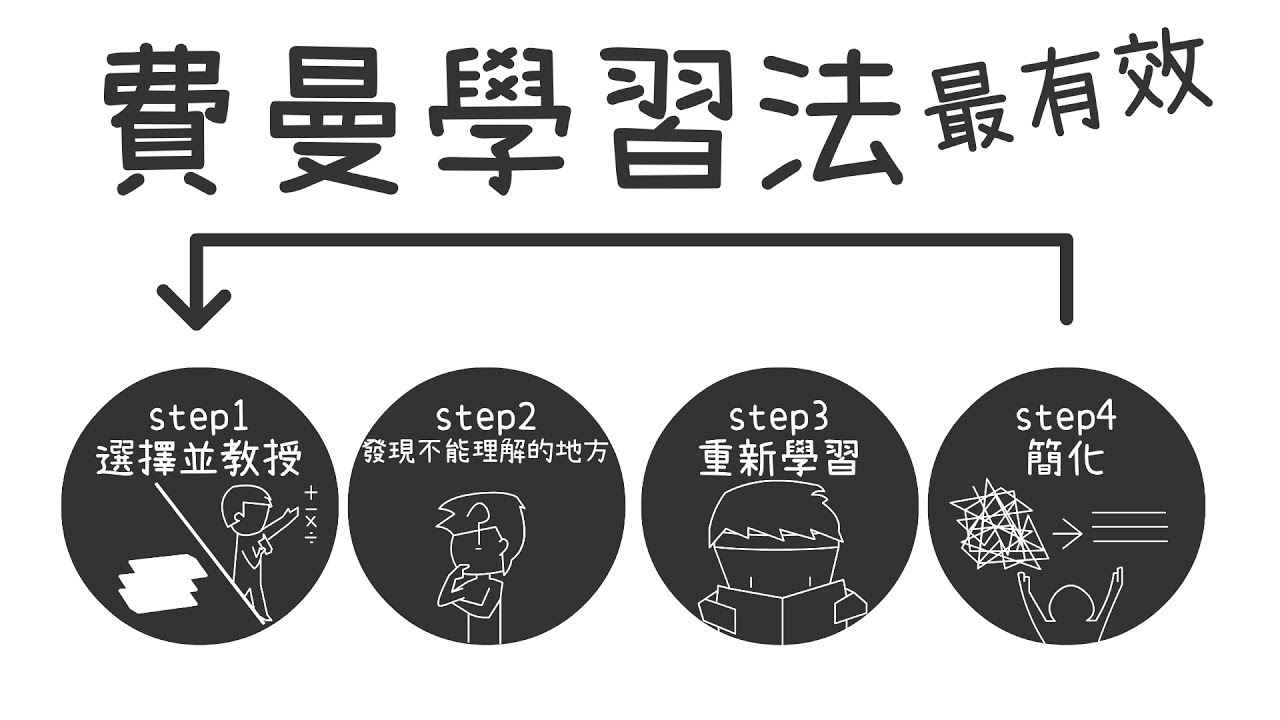 費曼學習法最有效
step1
選擇並教授
+
-
x
÷
step2
發現不能理解的地方
step3
重新學習
step4
簡化